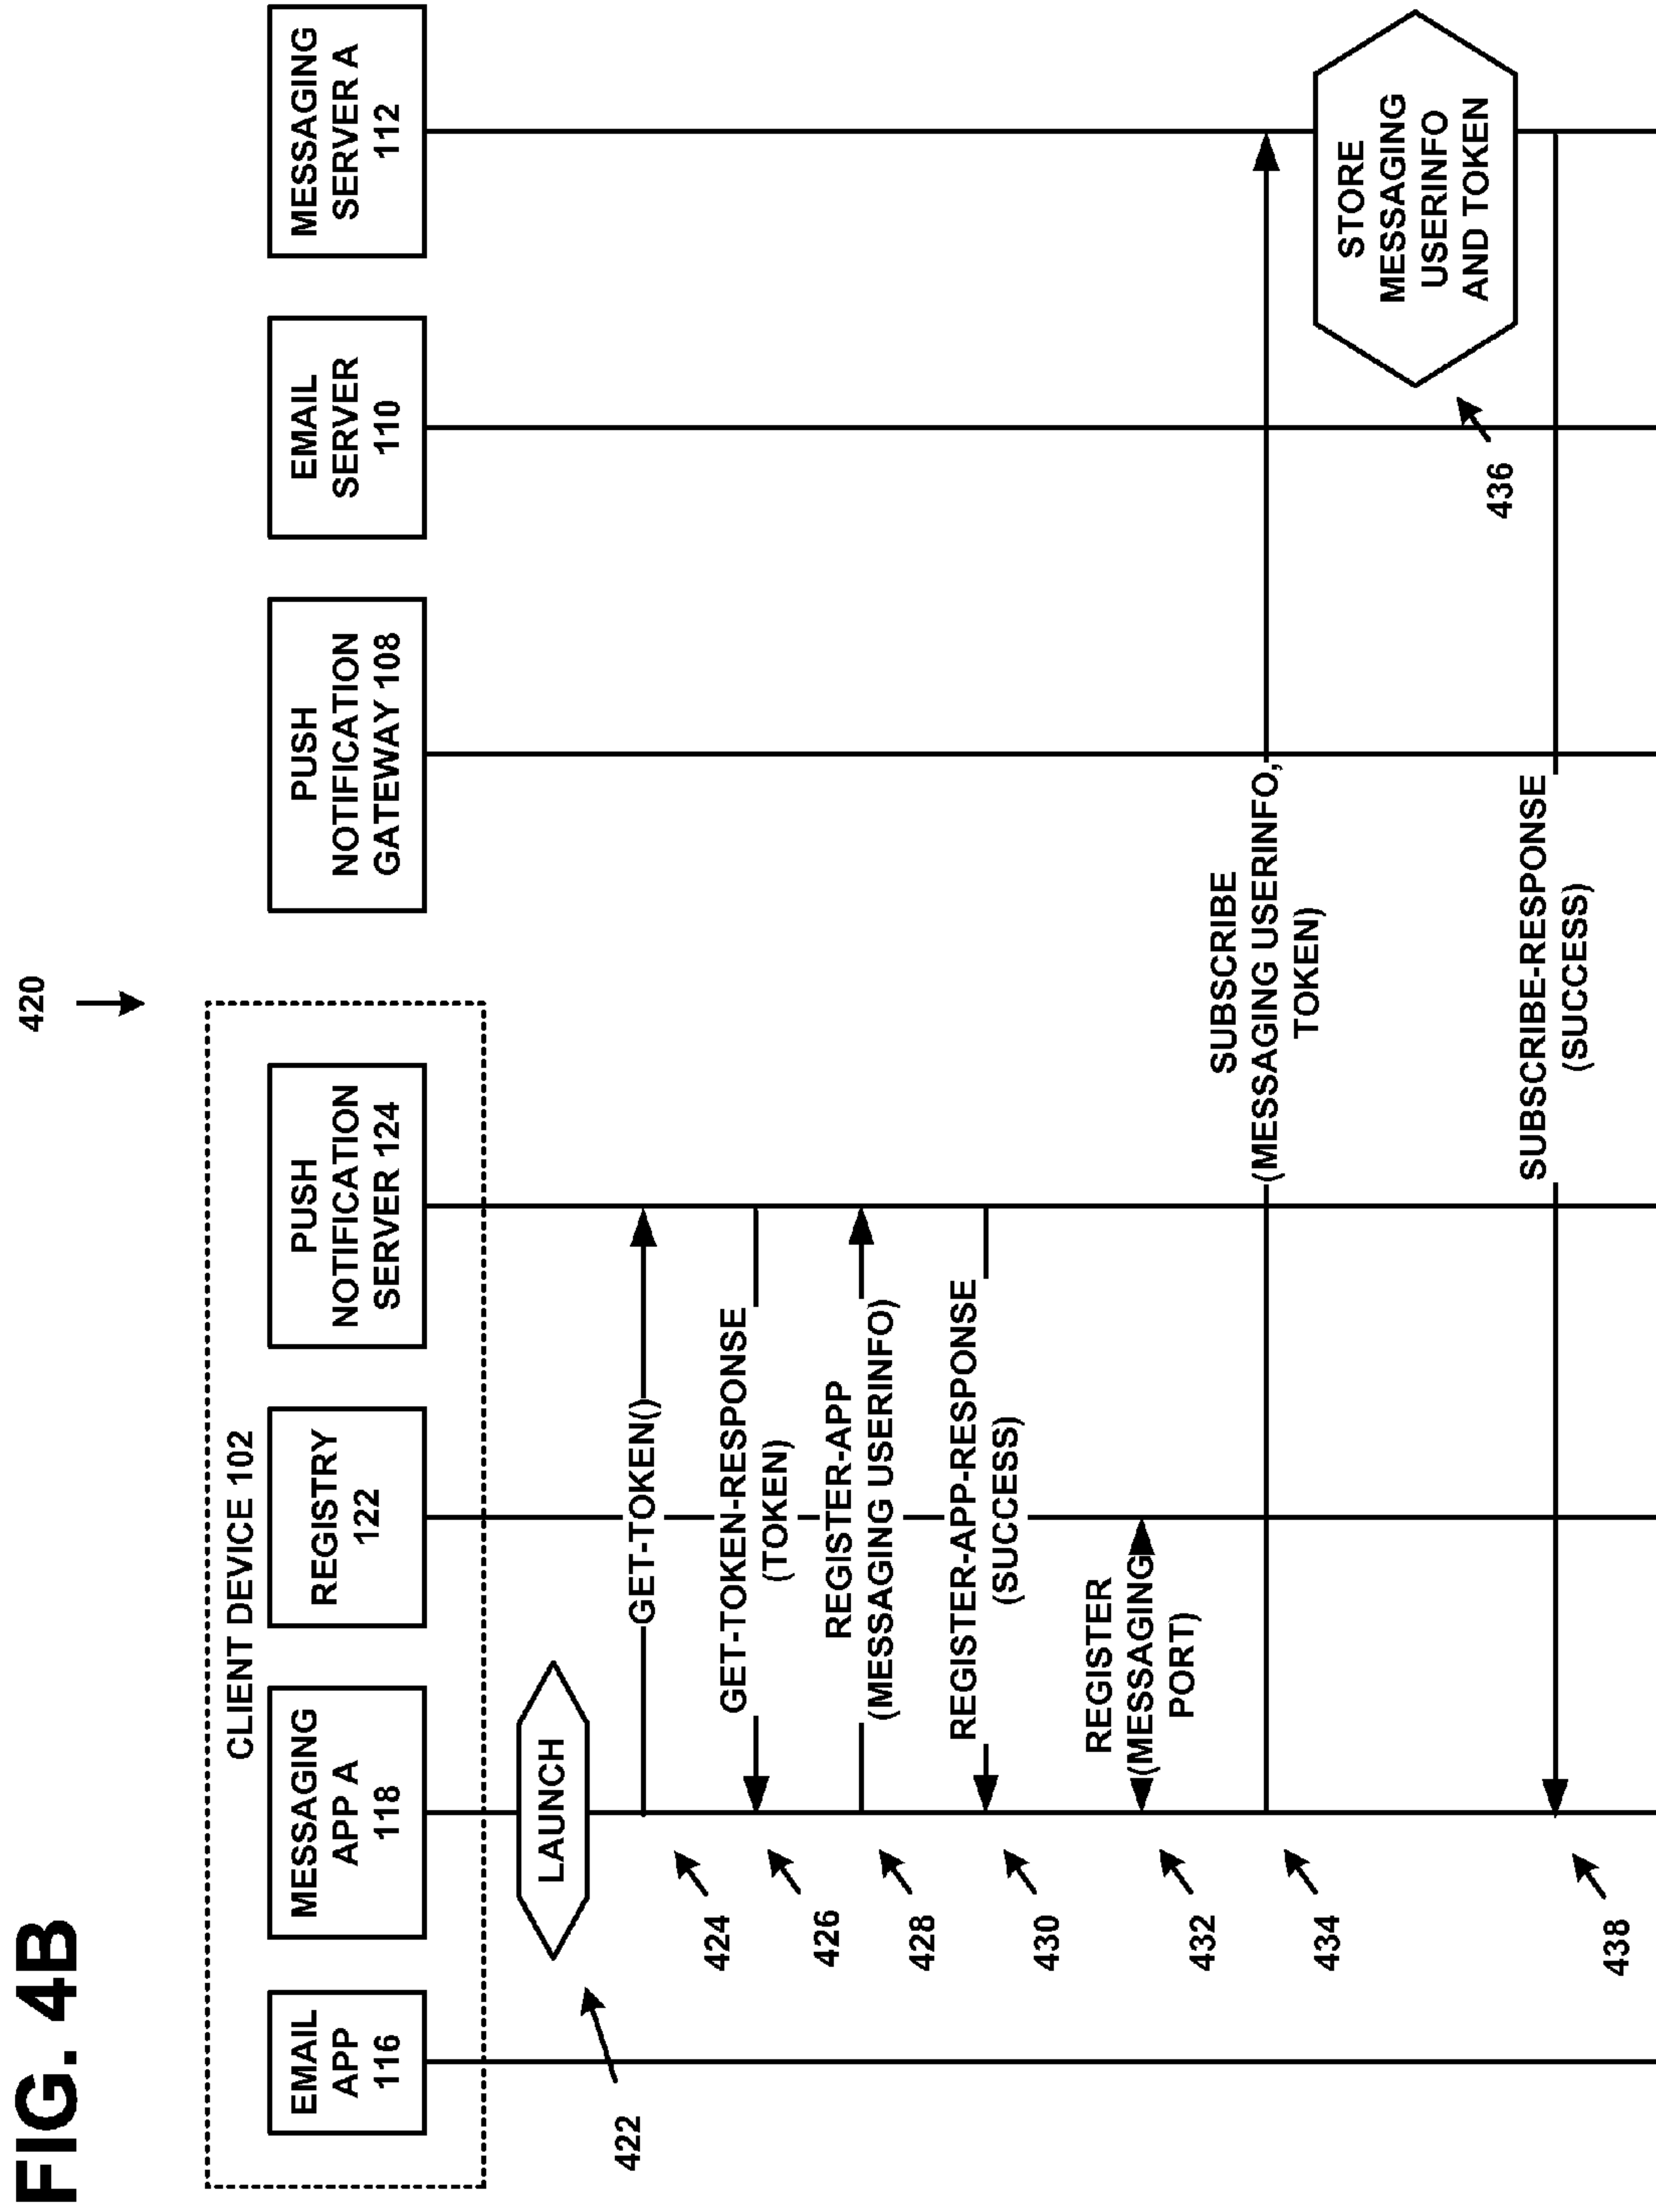 FIG. 4B
420
CLIENT DEVICE 102
EMAIL
APP
116
MESSAGING
APP A
118
REGISTRY
122
PUSH
NOTIFICATION
SERVER 124
PUSH
NOTIFICATION
GATEWAY 108
EMAIL
SERVER
110
MESSAGING
SERVER A
112
LAUNCH
422
GET-TOKEN()
424
GET-TOKEN-RESPONSE
(TOKEN)
426
REGISTER-APP
(MESSAGING USERINFO)
428
REGISTER-APP-RESPONSE
(SUCCESS)
430
REGISTER
(MESSAGING
PORT)
432
SUBSCRIBE
(MESSAGING USERINFO,
TOKEN)
434
STORE
MESSAGING
USERINFO
AND TOKEN
436
SUBSCRIBE-RESPONSE
(SUCCESS)
438